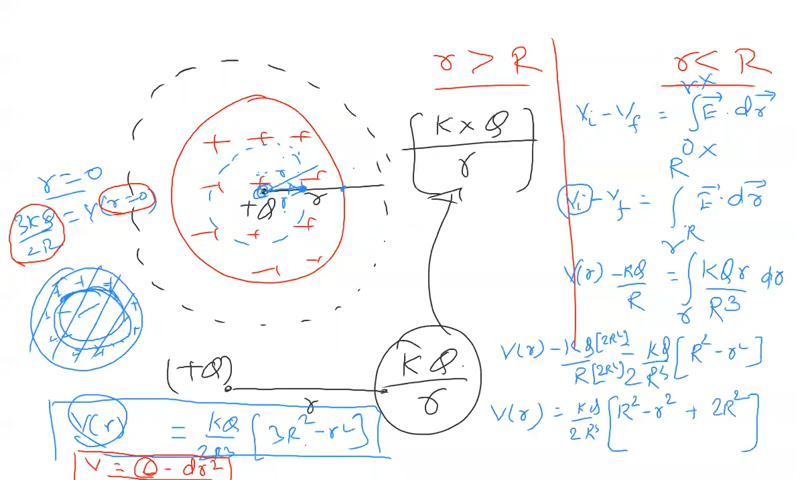 r > R
[K × Q / r]
r = 0
3KQ / 2R = V (r = 0)
+Q
r
r
r
(+Q)
r
KQ / r
V(r) = KQ / 2R³ [3R² - r²]
V = - dr²
r < R
Vi - Vf = ∫ E⃗ · dr⃗
R
Vi - Vf = ∫ E⃗ · dr⃗
r
R
V(r) - KQ / R = ∫ KQr / R³ dr
r
V(r) - KQ [2R²] / R [2R²] = KQ / 2R³ [R² - r²]
V(r) = KQ / 2R³ [R² - r² + 2R²]